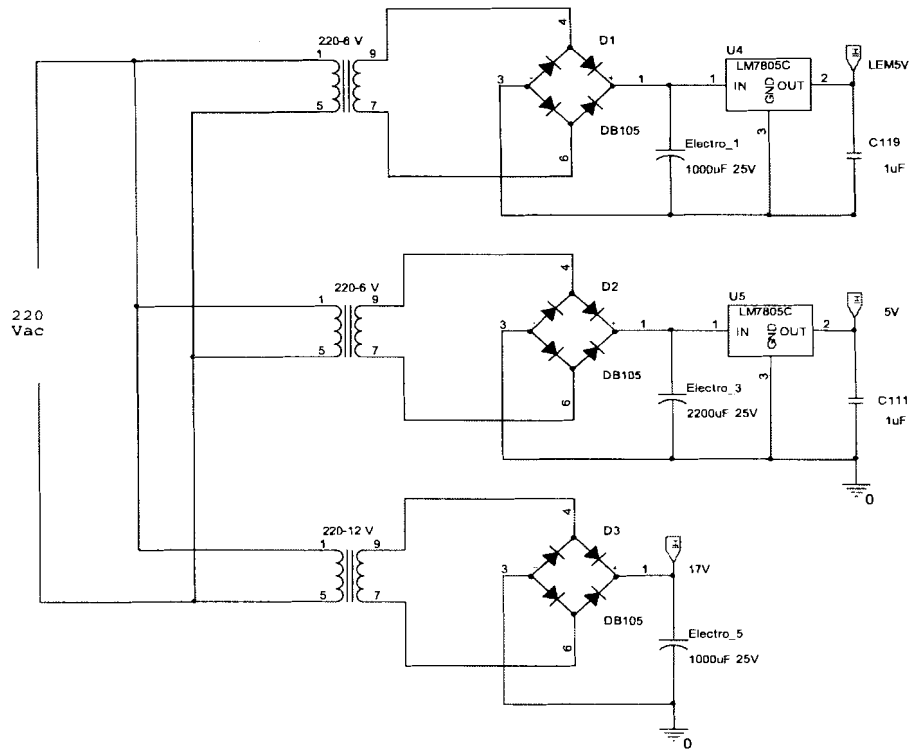 220
Vac
220-6 V
1
5
9
7
4
3
6
D1
DB105
1
Electro_1
1000uF 25V
U4
LM7805C
1
IN
OUT
GND
2
3
LEM5V
C119
1uF
220-6 V
1
5
9
7
4
3
6
D2
DB105
1
Electro_3
2200uF 25V
U5
LM7805C
1
IN
OUT
GND
2
3
5V
C111
1uF
0
220-12 V
1
5
9
7
4
3
6
D3
DB105
1
17V
Electro_5
1000uF 25V
0